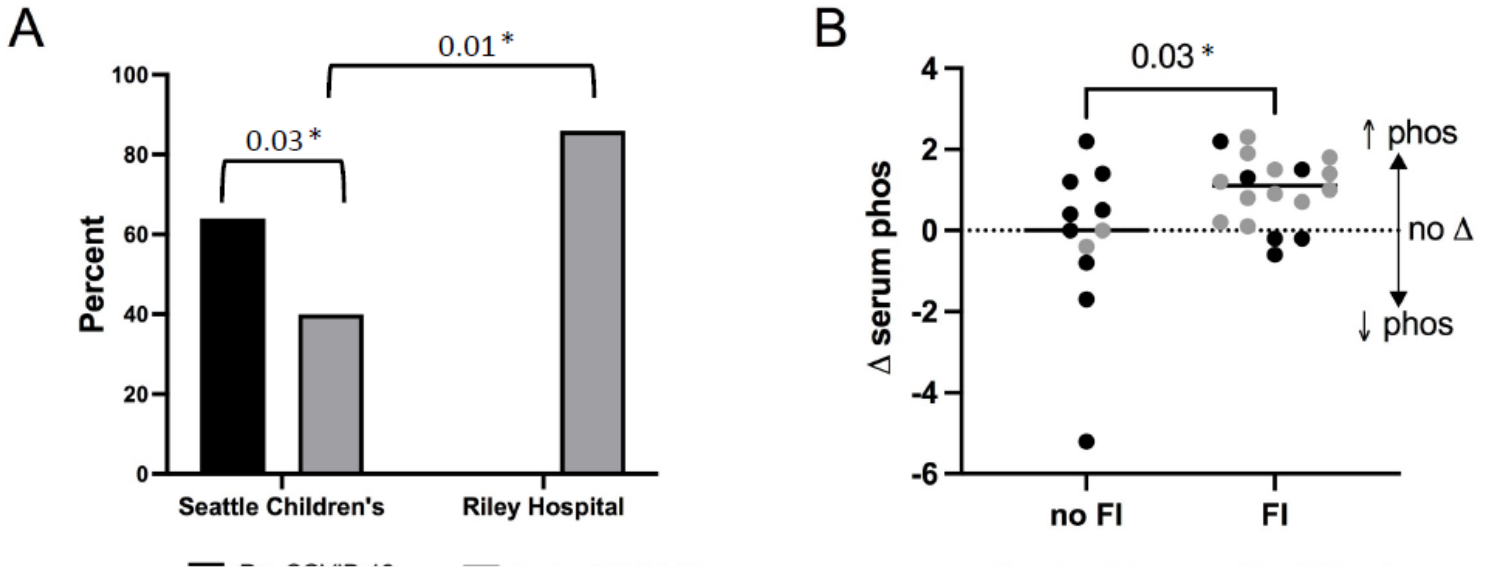 A
0.01 *
0.03 *
100
80
60
40
20
0
Percent
Seattle Children's
Riley Hospital
B
0.03 *
4
2
0
-2
-4
-6
Δ serum phos
↑ phos
no Δ
↓ phos
no FI
FI